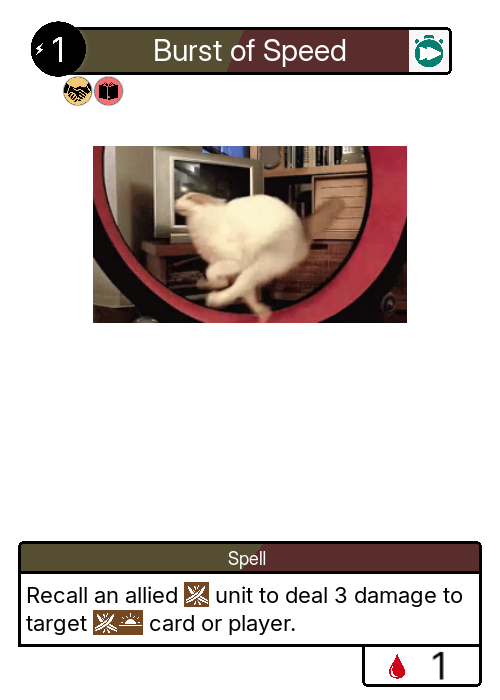 1 Burst of Speed
Spell
Recall an allied unit to deal 3 damage to
target card or player.
1